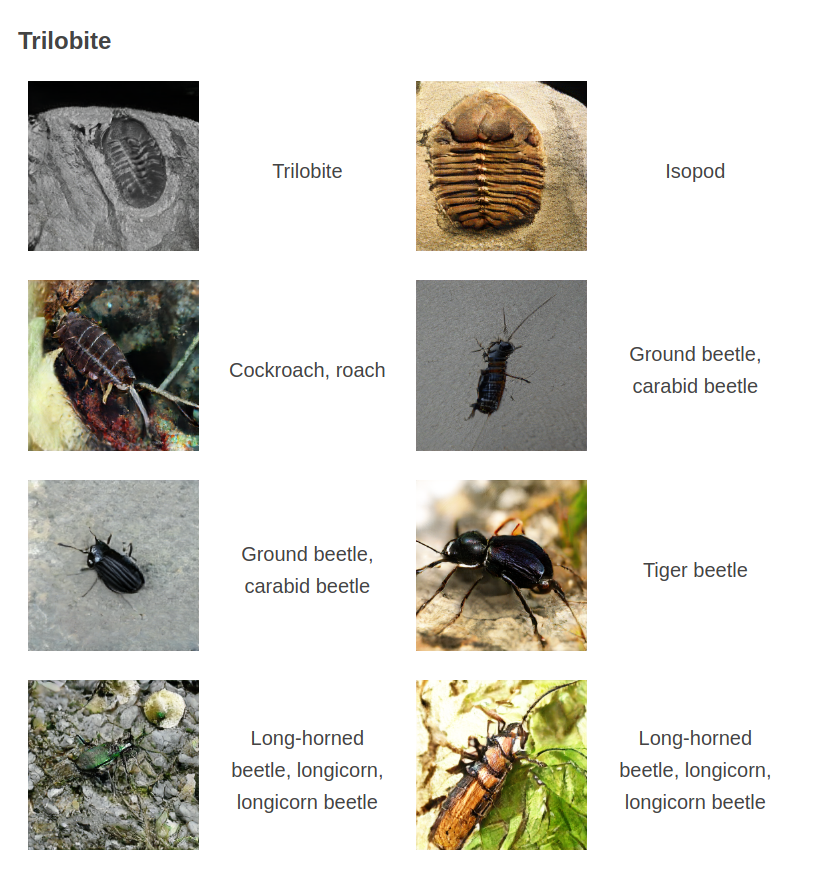 Trilobite
Trilobite
Isopod
Cockroach, roach
Ground beetle,
carabid beetle
Ground beetle,
carabid beetle
Tiger beetle
Long-horned
beetle, longicorn,
longicorn beetle
Long-horned
beetle, longicorn,
longicorn beetle